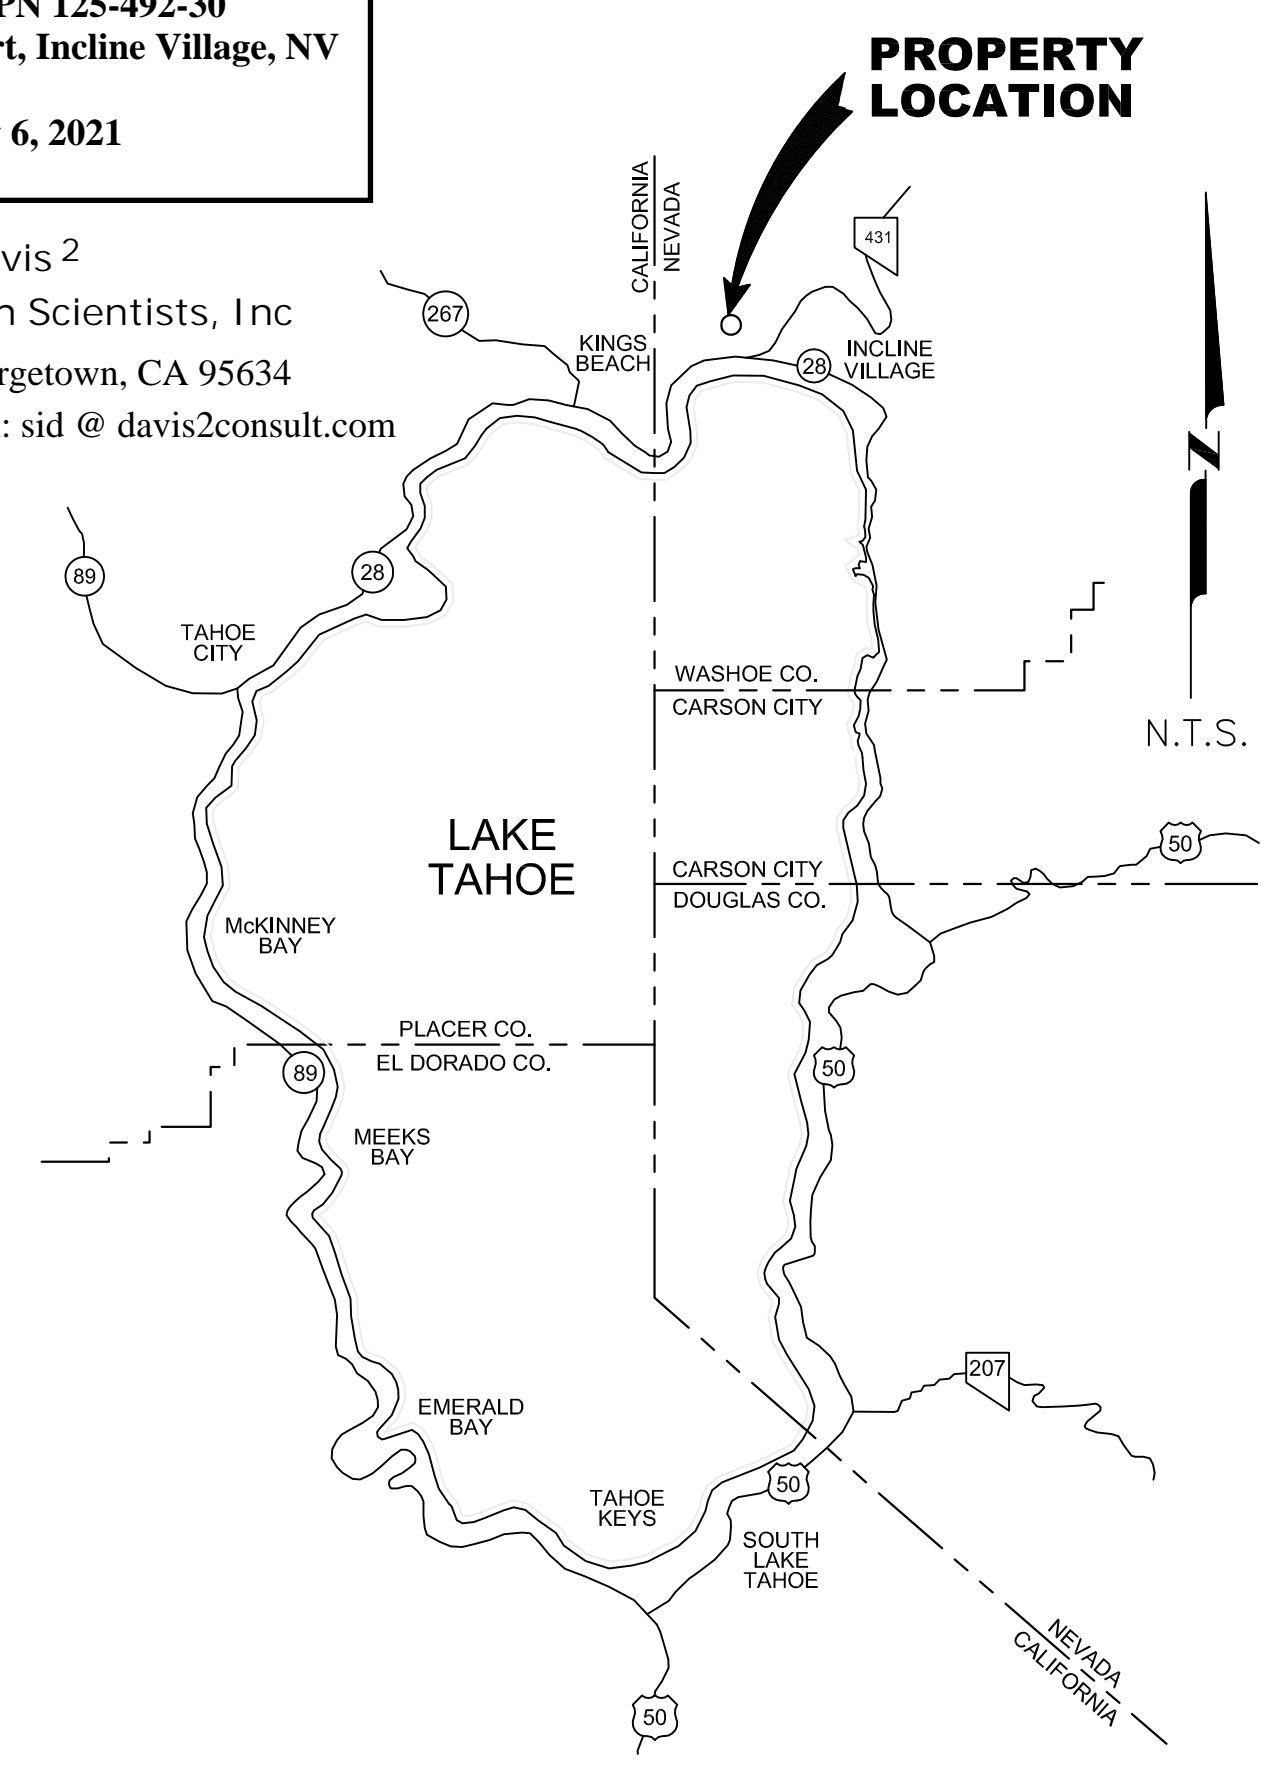 PN 125-492-30
rt, Incline Village, NV
6, 2021
vis 2
n Scientists, Inc
rgetown, CA 95634
l: sid @ davis2consult.com
PROPERTY
LOCATION
CALIFORNIA
NEVADA
431
267
KINGS
BEACH
28
INCLINE
VILLAGE
N
N.T.S.
89
28
TAHOE
CITY
WASHOE CO.
CARSON CITY
LAKE
TAHOE
50
CARSON CITY
DOUGLAS CO.
McKINNEY
BAY
PLACER CO.
EL DORADO CO.
89
50
MEEKS
BAY
207
EMERALD
BAY
TAHOE
KEYS
50
SOUTH
LAKE
TAHOE
NEVADA
CALIFORNIA
50